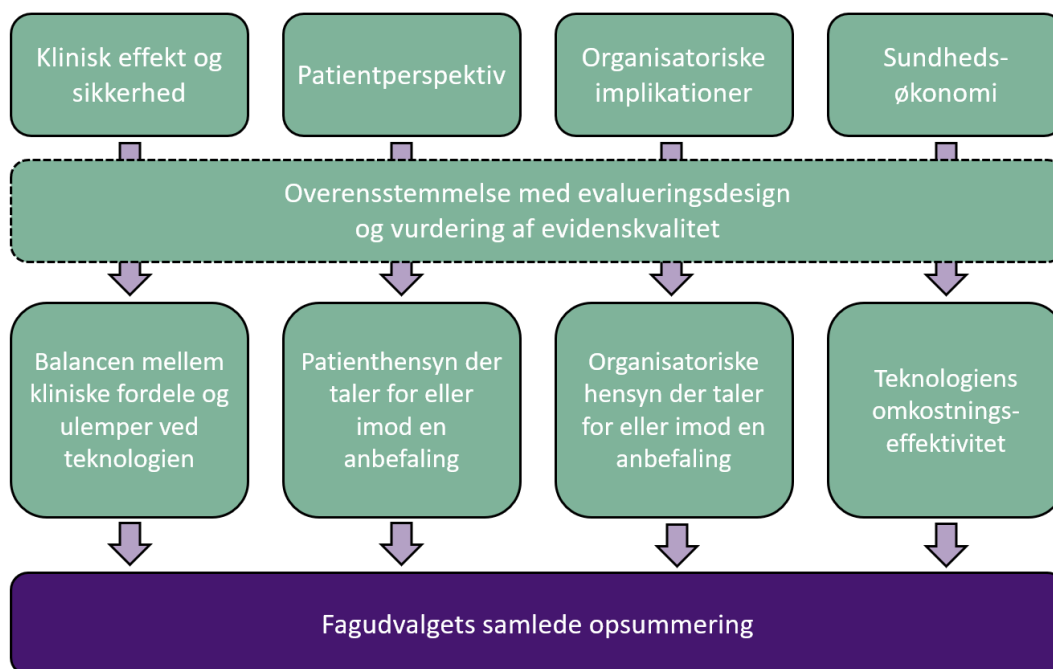 Klinisk effekt og
sikkerhed
Patientperspektiv
Organisatoriske
implikationer
Sundheds-
økonomi
Overensstemmelse med evalueringsdesign
og vurdering af evidenskvalitet
Balancen mellem
kliniske fordele og
ulemper ved
teknologien
Patienthensyn der
taler for eller
imod en
anbefaling
Organisatoriske
hensyn der taler
for eller imod en
anbefaling
Teknologiens
omkostnings-
effektivitet
Fagudvalgets samlede opsummering